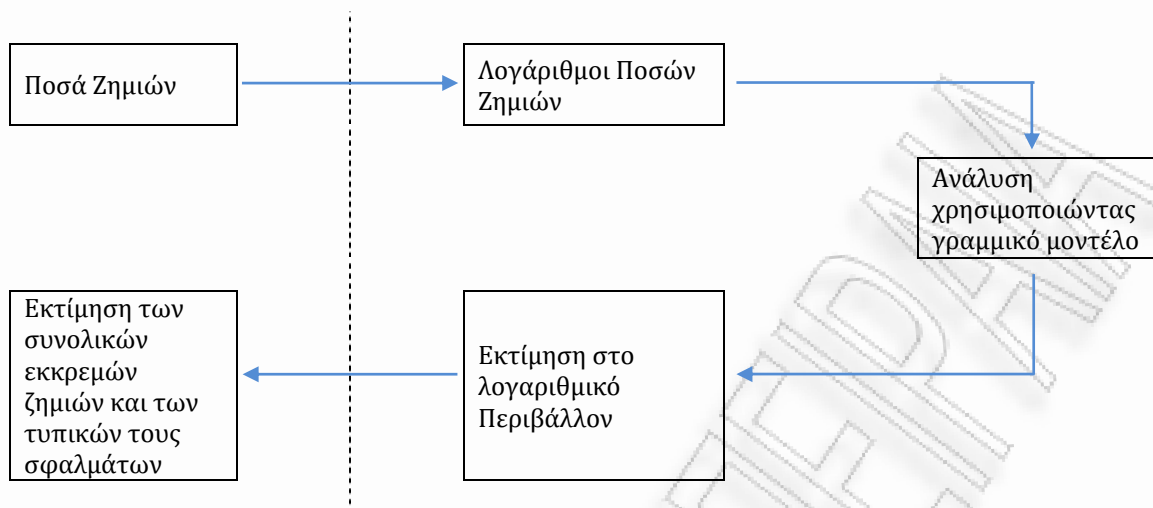 Ποσά Ζημιών
Λογάριθμοι Ποσών
Ζημιών
Ανάλυση
χρησιμοποιώντας
γραμμικό μοντέλο
Εκτίμηση στο
λογαριθμικό
Περιβάλλον
Εκτίμηση των
συνολικών
εκκρεμών
ζημιών και των
τυπικών τους
σφαλμάτων